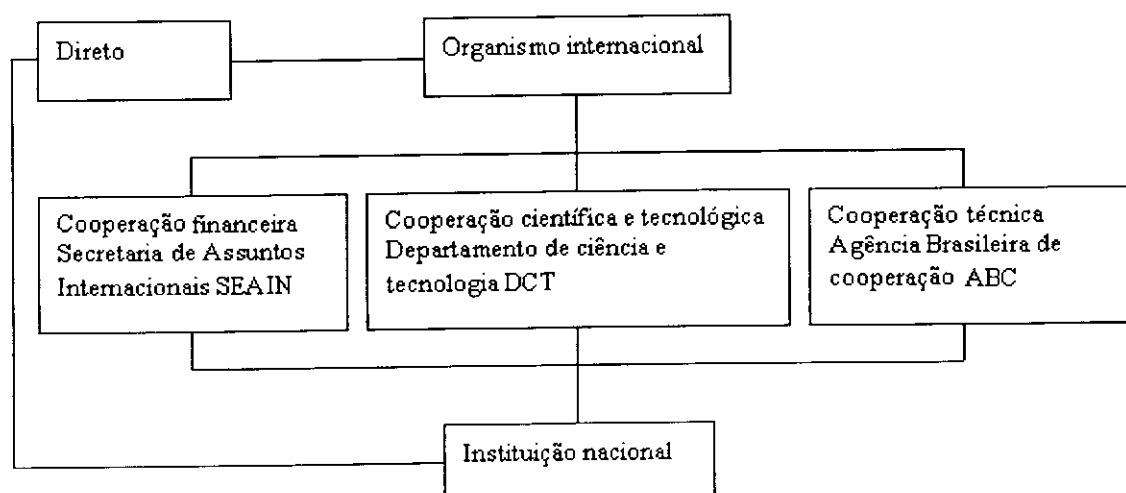 Direto
Organismo internacional
Cooperação financeira
Secretaria de Assuntos
Internacionais SEAIN
Cooperação científica e tecnológica
Departamento de ciência e
tecnologia DCT
Cooperação técnica
Agência Brasileira de
cooperação ABC
Instituição nacional